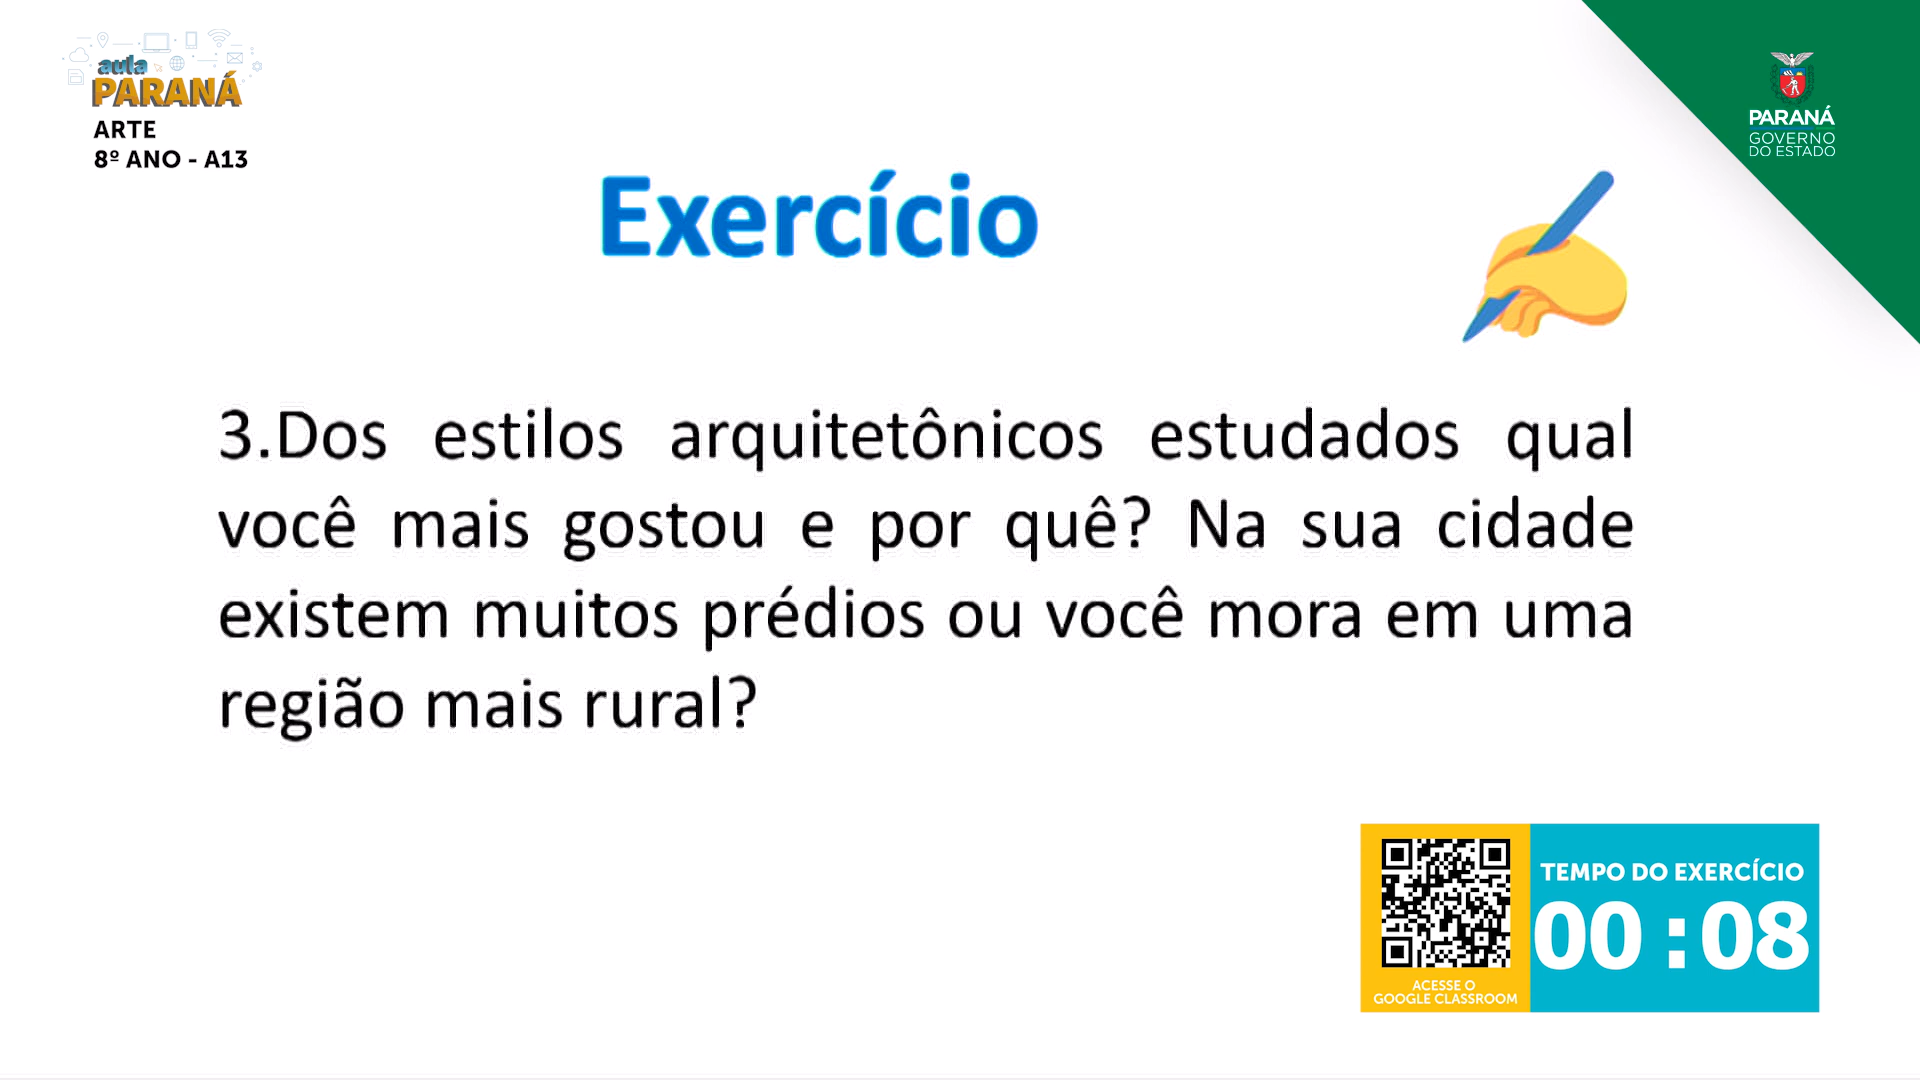 aula
PARANÁ
ARTE
8º ANO - A13
PARANÁ
GOVERNO
DO ESTADO
Exercício
3.Dos estilos arquitetônicos estudados qual
você mais gostou e por quê? Na sua cidade
existem muitos prédios ou você mora em uma
região mais rural?
TEMPO DO EXERCÍCIO
00:08
ACESSE O
GOOGLE CLASSROOM